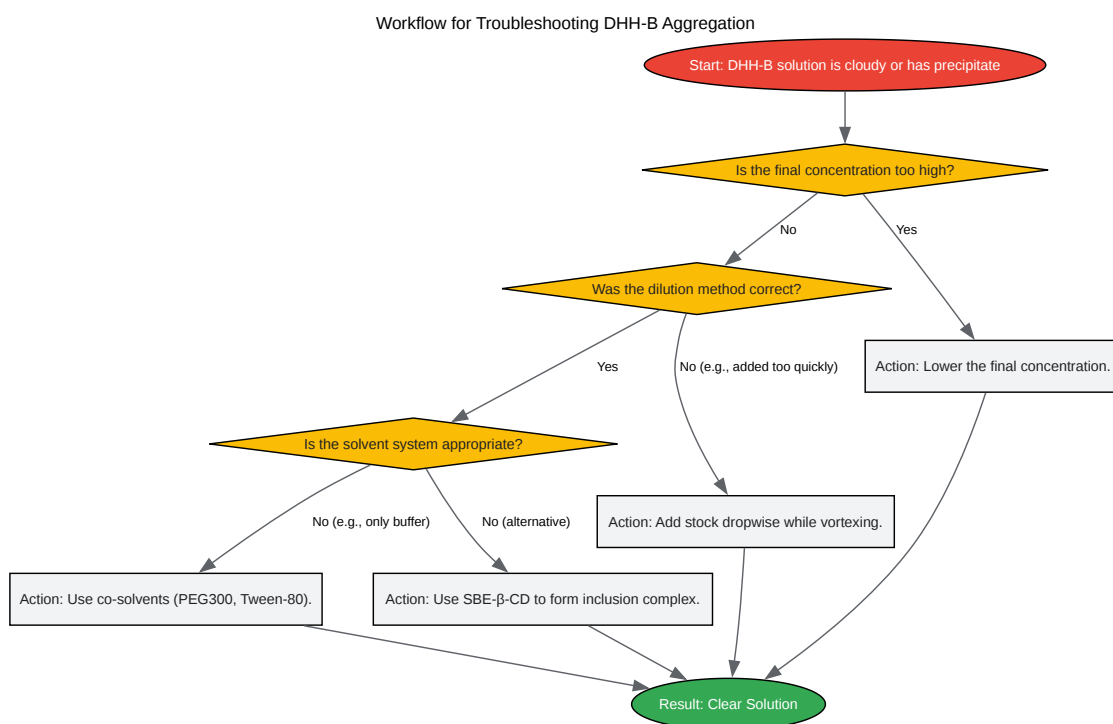 Workflow for Troubleshooting DHH-B Aggregation
Start: DHH-B solution is cloudy or has precipitate
Is the final concentration too high?
No
Yes
Was the dilution method correct?
Yes
No (e.g., added too quickly)
Action: Lower the final concentration.
Is the solvent system appropriate?
No (e.g., only buffer)
No (alternative)
Action: Add stock dropwise while vortexing.
Action: Use co-solvents (PEG300, Tween-80).
Action: Use SBE-β-CD to form inclusion complex.
Result: Clear Solution